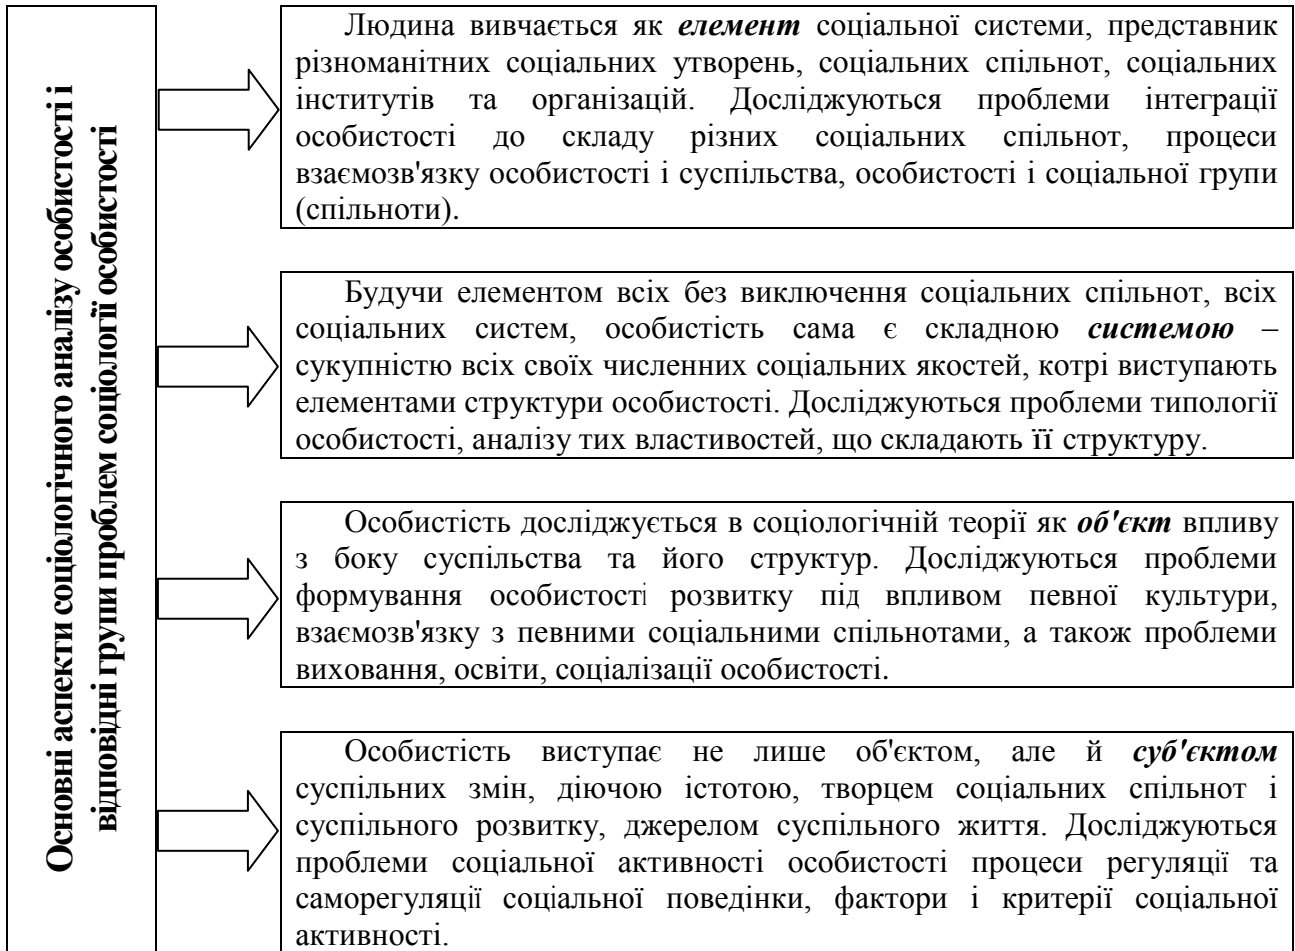 Основні аспекти соціологічного аналізу особистості і
відповідні групи проблем соціології особистості
Людина вивчається як елемент соціальної системи, представник
різноманітних соціальних утворень, соціальних спільнот, соціальних
інститутів та організацій. Досліджуються проблеми інтеграції
особистості до складу різних соціальних спільнот, процеси
взаємозв'язку особистості і суспільства, особистості і соціальної групи
(спільноти).
Будучи елементом всіх без виключення соціальних спільнот, всіх
соціальних систем, особистість сама є складною системою –
сукупністю всіх своїх численних соціальних якостей, котрі виступають
елементами структури особистості. Досліджуються проблеми типології
особистості, аналізу тих властивостей, що складають її структуру.
Особистість досліджується в соціологічній теорії як об'єкт впливу
з боку суспільства та його структур. Досліджуються проблеми
формування особистості розвитку під впливом певної культури,
взаємозв'язку з певними соціальними спільнотами, а також проблеми
виховання, освіти, соціалізації особистості.
Особистість виступає не лише об'єктом, але й суб'єктом
суспільних змін, діючою істотою, творцем соціальних спільнот і
суспільного розвитку, джерелом суспільного життя. Досліджуються
проблеми соціальної активності особистості процеси регуляції та
саморегуляції соціальної поведінки, фактори і критерії соціальної
активності.